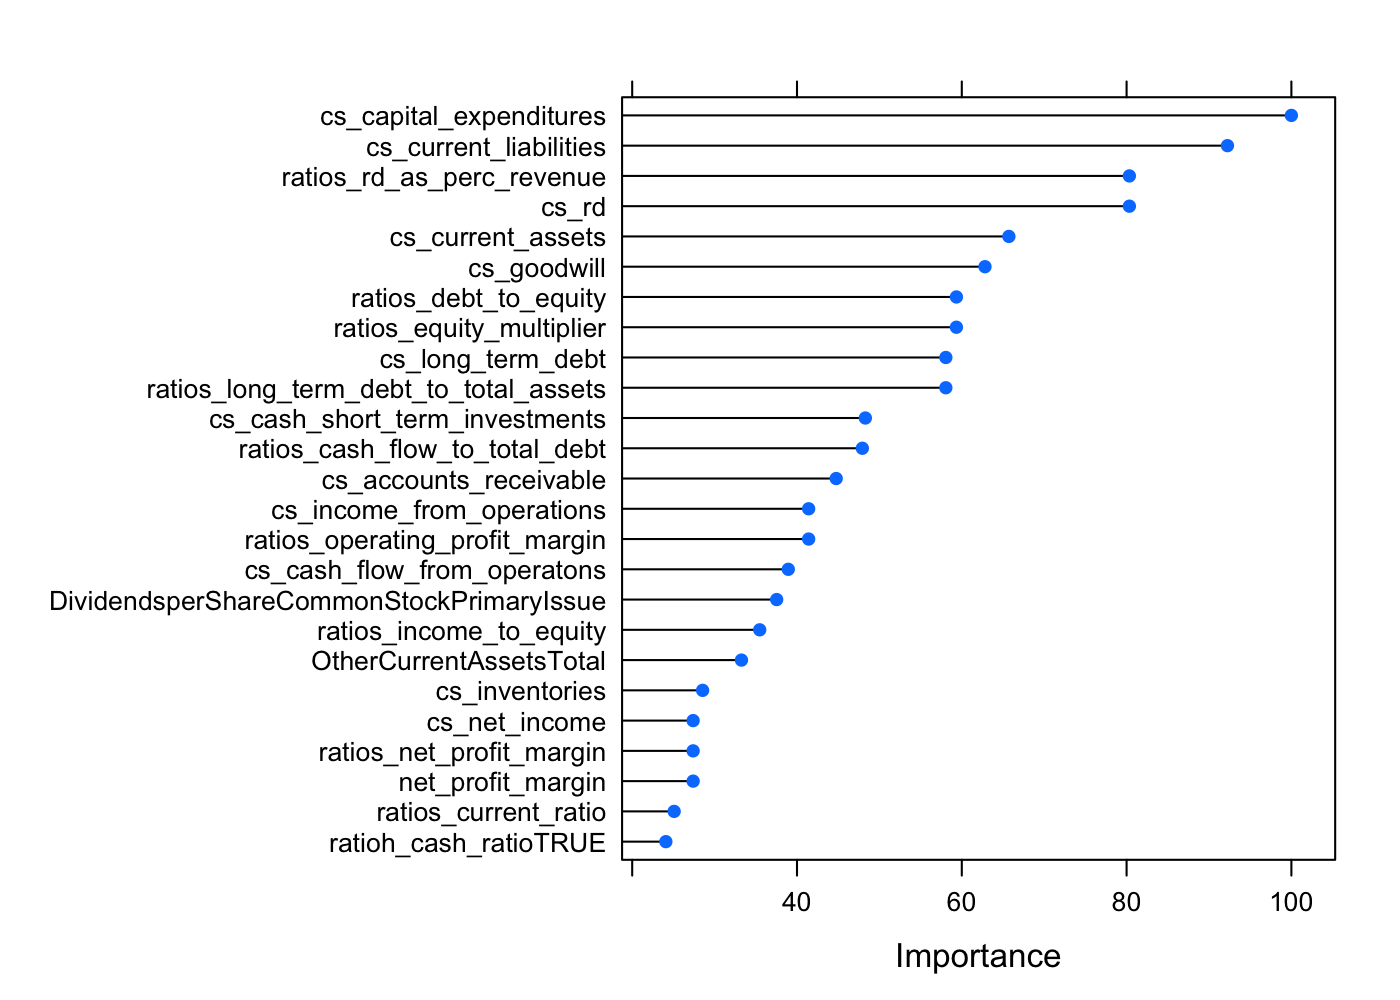 cs_capital_expenditures
cs_current_liabilities
ratios_rd_as_perc_revenue
cs_rd
cs_current_assets
cs_goodwill
ratios_debt_to_equity
ratios_equity_multiplier
cs_long_term_debt
ratios_long_term_debt_to_total_assets
cs_cash_short_term_investments
ratios_cash_flow_to_total_debt
cs_accounts_receivable
cs_income_from_operations
ratios_operating_profit_margin
cs_cash_flow_from_operatons
DividendsperShareCommonStockPrimaryIssue
ratios_income_to_equity
OtherCurrentAssetsTotal
cs_inventories
cs_net_income
ratios_net_profit_margin
net_profit_margin
ratios_current_ratio
ratioh_cash_ratioTRUE
40 60 80 100
Importance